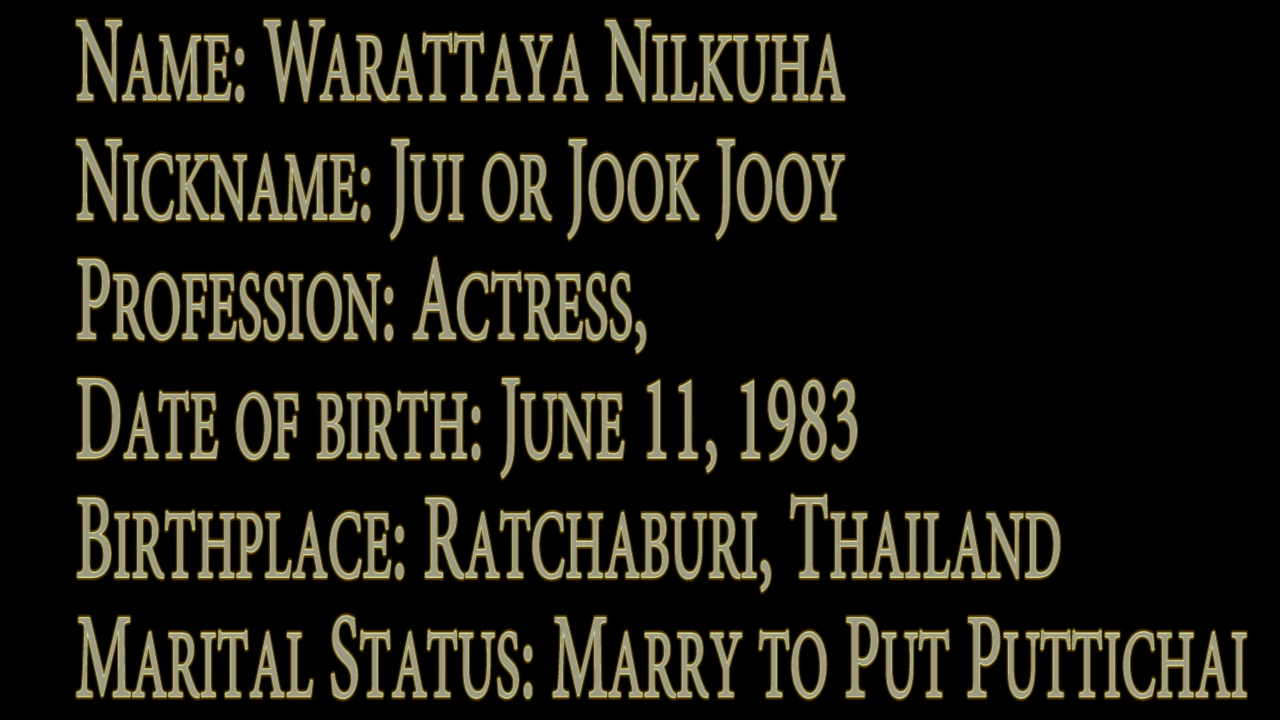 Name: Warattaya Nilkuha
Nickname: Jui or Jook Jooy
Profession: Actress,
Date of birth: June 11, 1983
Birthplace: Ratchaburi, Thailand
Marital Status: Marry to Put Puttichai